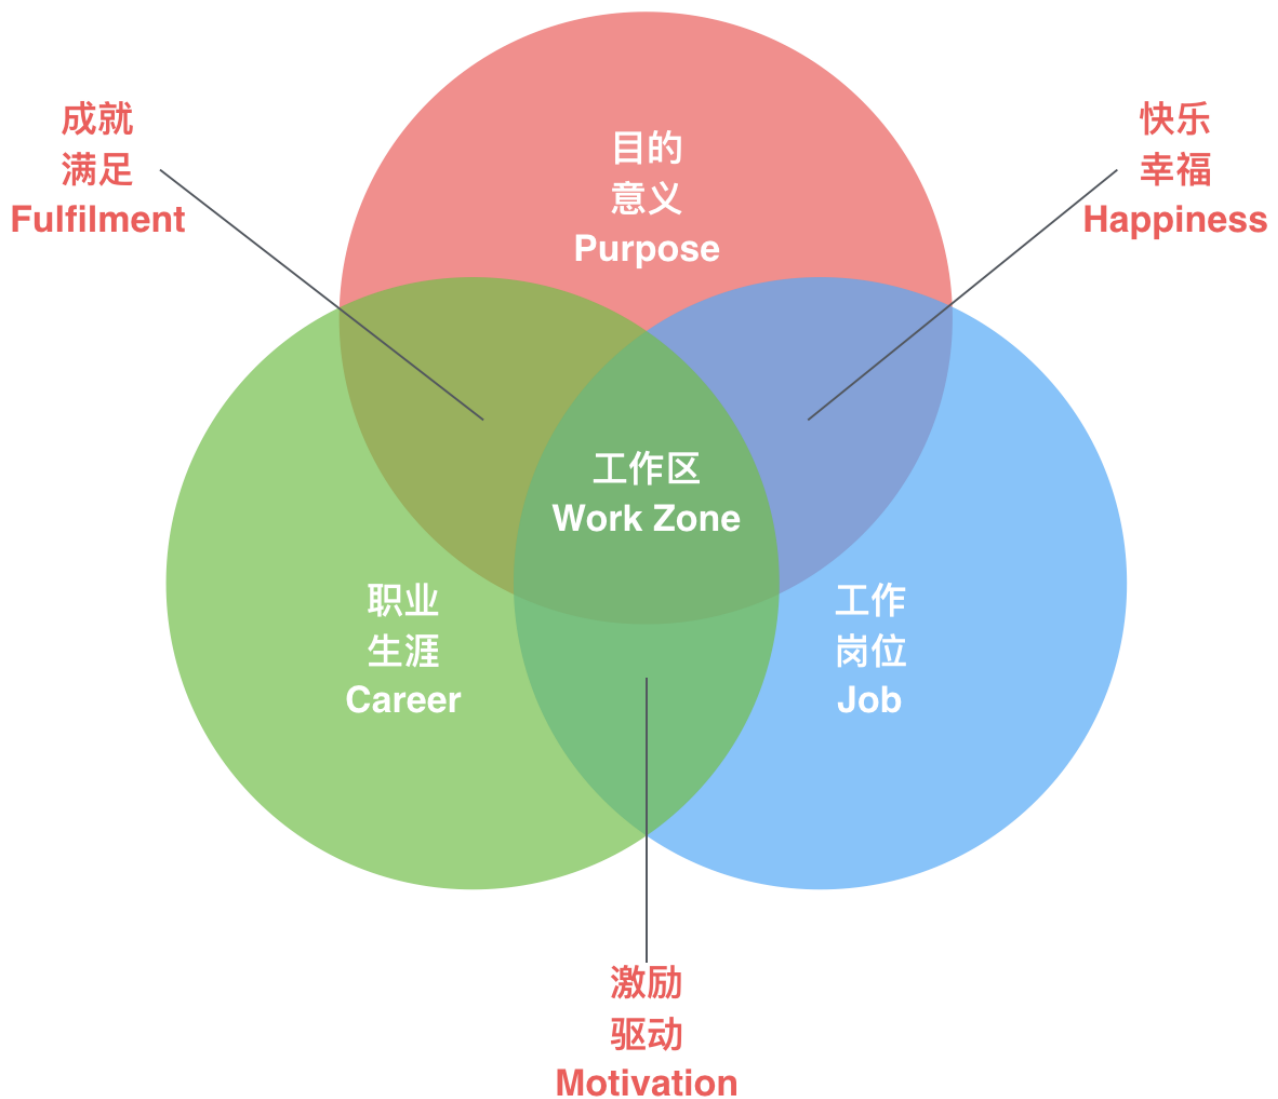 成就
满足
Fulfilment
快乐
幸福
Happiness
目的
意义
Purpose
工作区
Work Zone
职业
生涯
Career
工作
岗位
Job
激励
驱动
Motivation